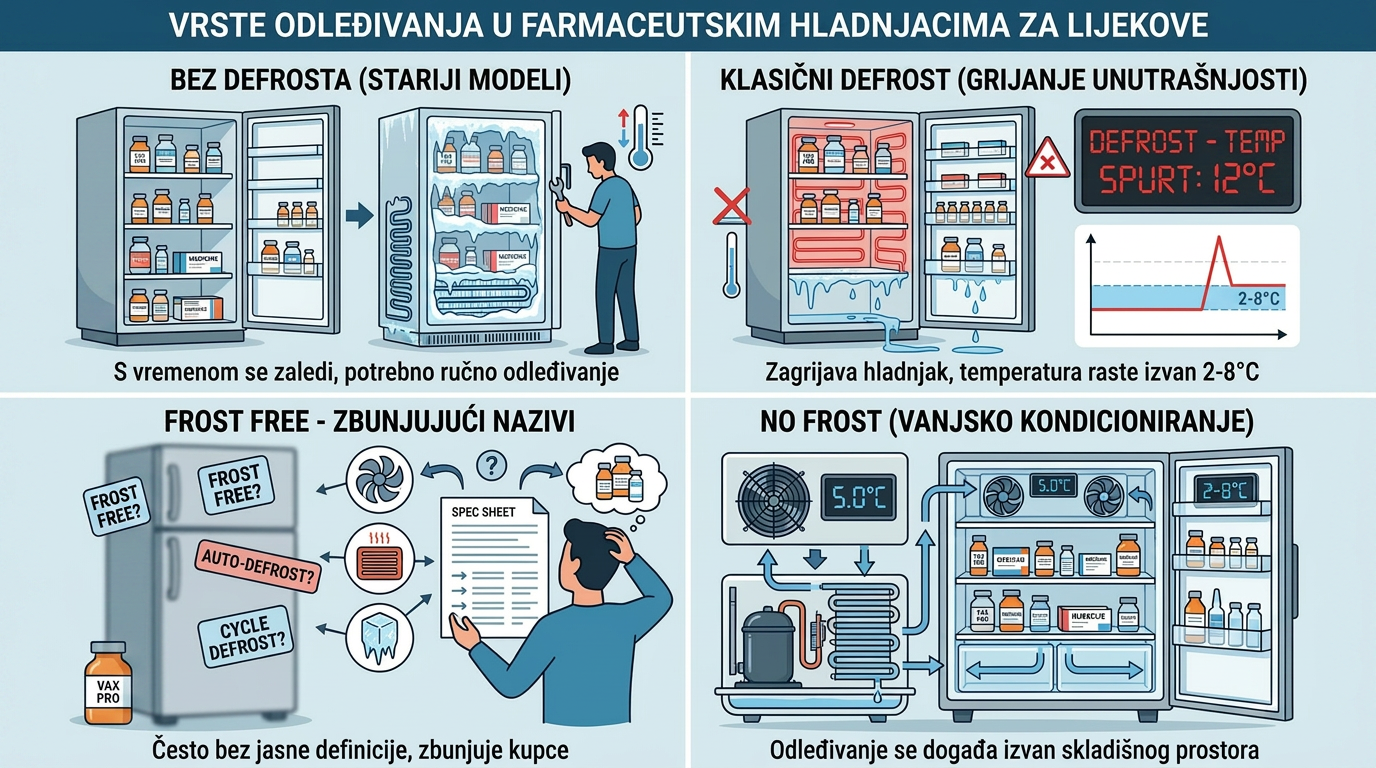 VRSTE ODLEĐIVANJA U FARMACEUTSKIM HLADNJACIMA ZA LIJEKOVE
BEZ DEFROSTA (STARIJI MODELI)
MEDICINE
MEDICINE
S vremenom se zaledi, potrebno ručno odleđivanje
KLASIČNI DEFROST (GRIJANJE UNUTRAŠNJOSTI)
DEFROST - TEMP
SPURT: 12°C
2-8°C
Zagrijava hladnjak, temperatura raste izvan 2-8°C
FROST FREE - ZBUNJUJUĆI NAZIVI
FROST
FREE?
FROST
FREE?
AUTO-DEFROST?
CYCLE
DEFROST?
VAX
PRO
?
SPEC SHEET
Često bez jasne definicije, zbunjuje kupce
NO FROST (VANJSKO KONDICIONIRANJE)
5.0°C
5.0°C
2-8°C
Odleđivanje se događa izvan skladišnog prostora